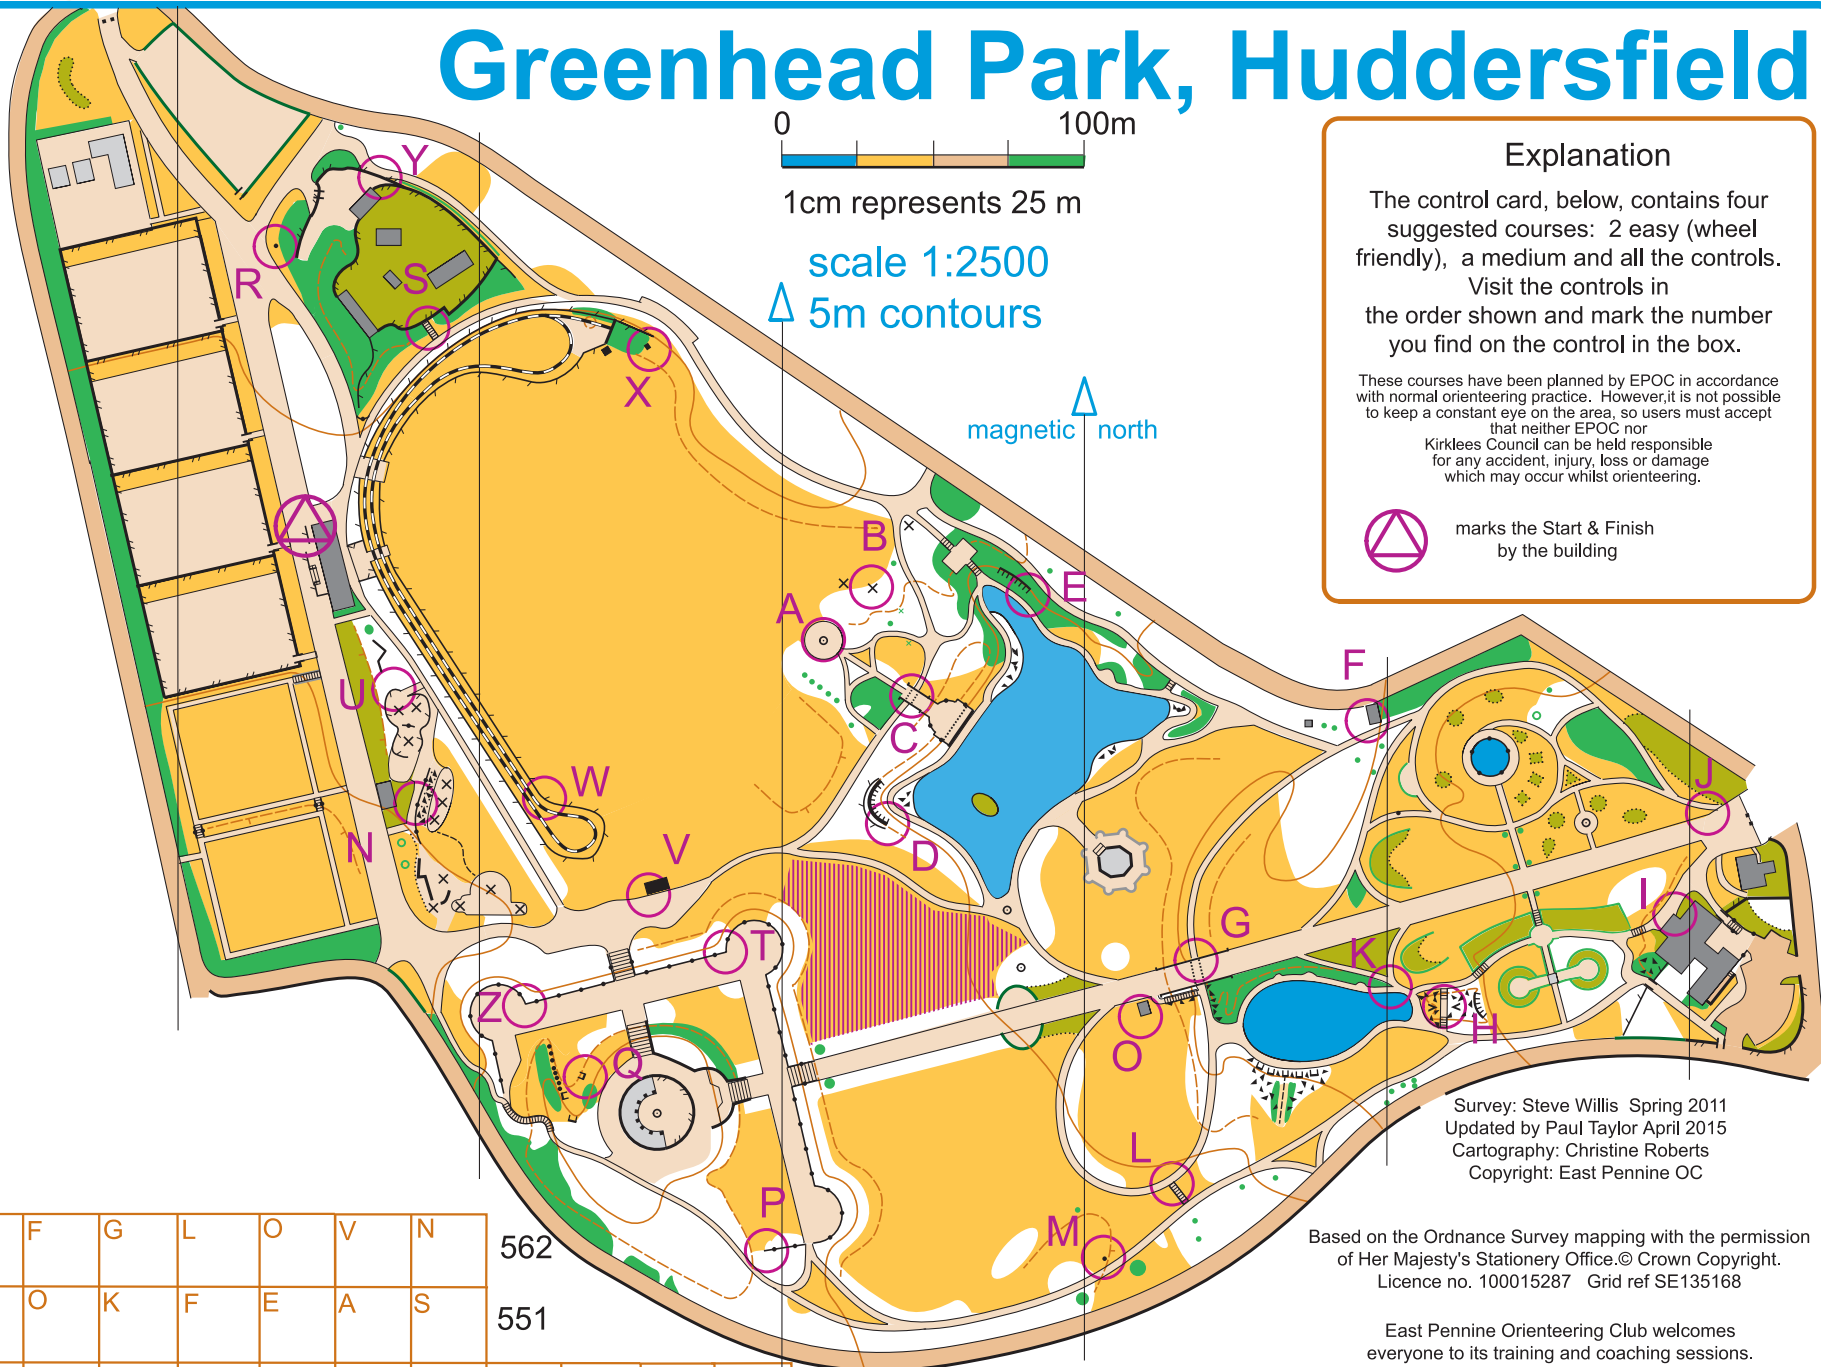 Greenhead Park, Huddersfield
0 100m
1cm represents 25 m
scale 1:2500
5m contours
magnetic north
Explanation
The control card, below, contains four
suggested courses: 2 easy (wheel
friendly), a medium and all the controls.
Visit the controls in
the order shown and mark the number
you find on the control in the box.
These courses have been planned by EPOC in accordance
with normal orienteering practice. However,it is not possible
to keep a constant eye on the area, so users must accept
that neither EPOC nor
Kirklees Council can be held responsible
for any accident, injury, loss or damage
which may occur whilst orienteering.
marks the Start & Finish
by the building
Y
R
S
X
B
A
E
C
F
U
W
J
N
V
D
I
T
G
K
Z
H
O
Q
L
P
M
Survey: Steve Willis Spring 2011
Updated by Paul Taylor April 2015
Cartography: Christine Roberts
Copyright: East Pennine OC
Based on the Ordnance Survey mapping with the permission
of Her Majesty's Stationery Office.© Crown Copyright.
Licence no. 100015287 Grid ref SE135168
East Pennine Orienteering Club welcomes
everyone to its training and coaching sessions.
F G L O V N 562
O K F E A S 551